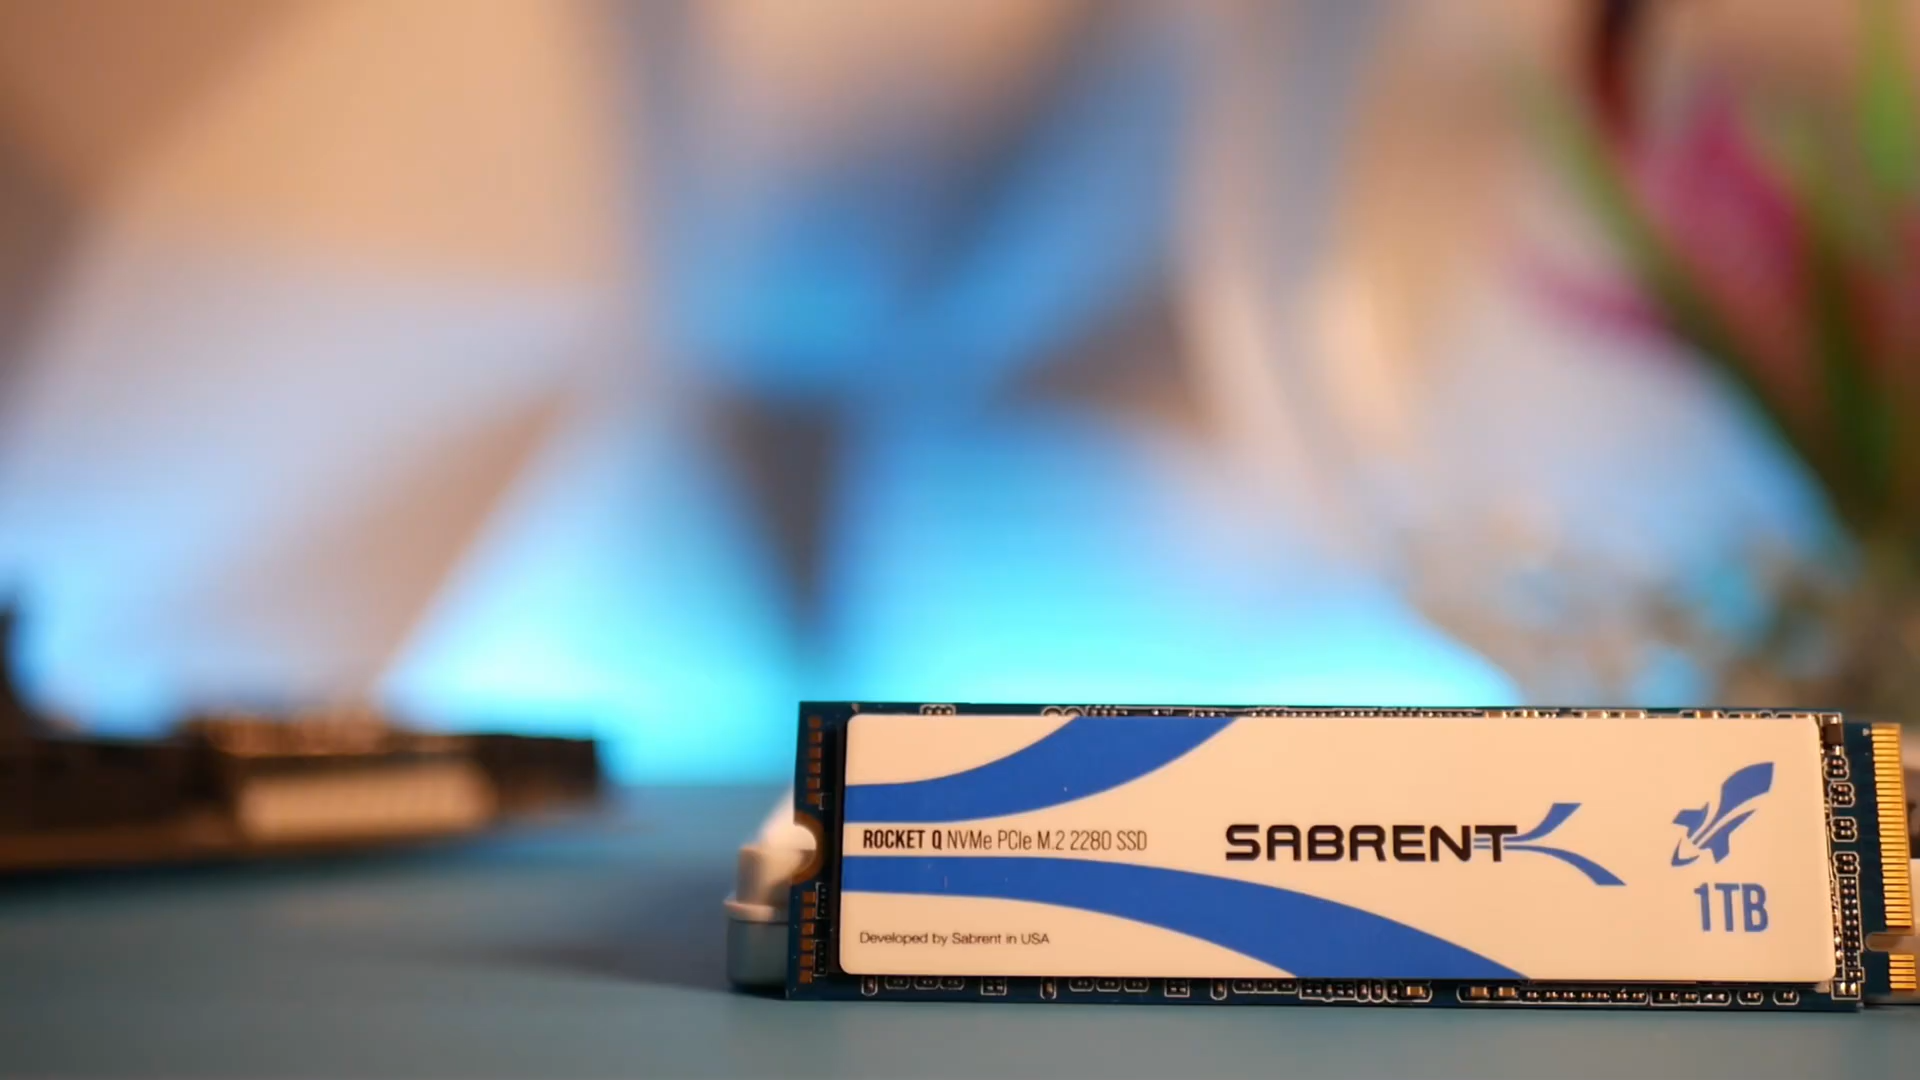 ROCKET Q NVMe PCIe M.2 2280 SSD
SABRENT
1TB
Developed by Sabrent in USA